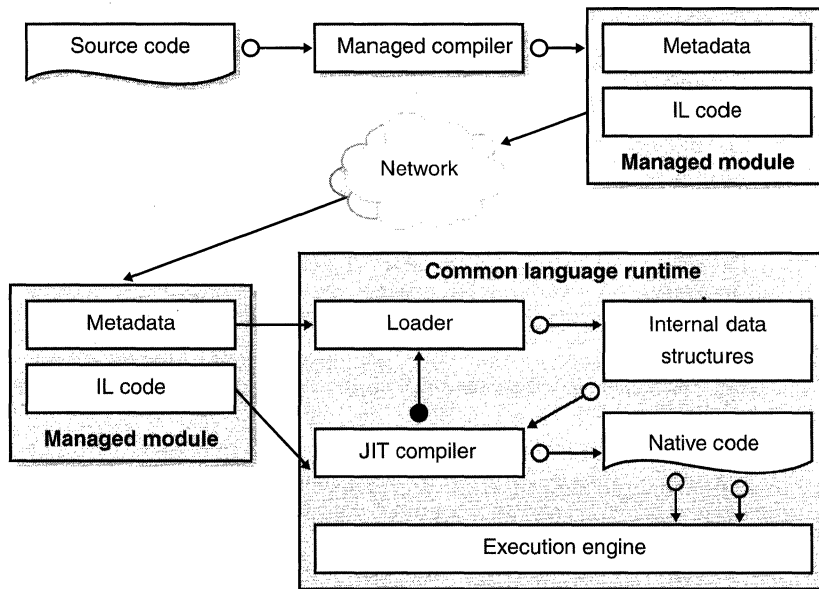 Source code
Managed compiler
Metadata
IL code
Managed module
Network
Common language runtime
Metadata
Loader
Internal data
structures
IL code
Managed module
JIT compiler
Native code
Execution engine